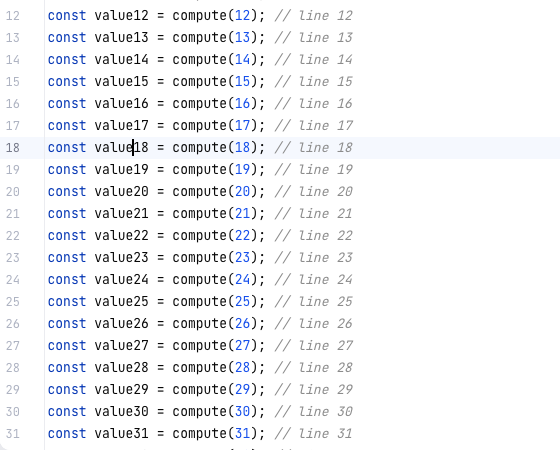 12 const value12 = compute(12); // line 12
13 const value13 = compute(13); // line 13
14 const value14 = compute(14); // line 14
15 const value15 = compute(15); // line 15
16 const value16 = compute(16); // line 16
17 const value17 = compute(17); // line 17
18 const value18 = compute(18); // line 18
19 const value19 = compute(19); // line 19
20 const value20 = compute(20); // line 20
21 const value21 = compute(21); // line 21
22 const value22 = compute(22); // line 22
23 const value23 = compute(23); // line 23
24 const value24 = compute(24); // line 24
25 const value25 = compute(25); // line 25
26 const value26 = compute(26); // line 26
27 const value27 = compute(27); // line 27
28 const value28 = compute(28); // line 28
29 const value29 = compute(29); // line 29
30 const value30 = compute(30); // line 30
31 const value31 = compute(31); // line 31